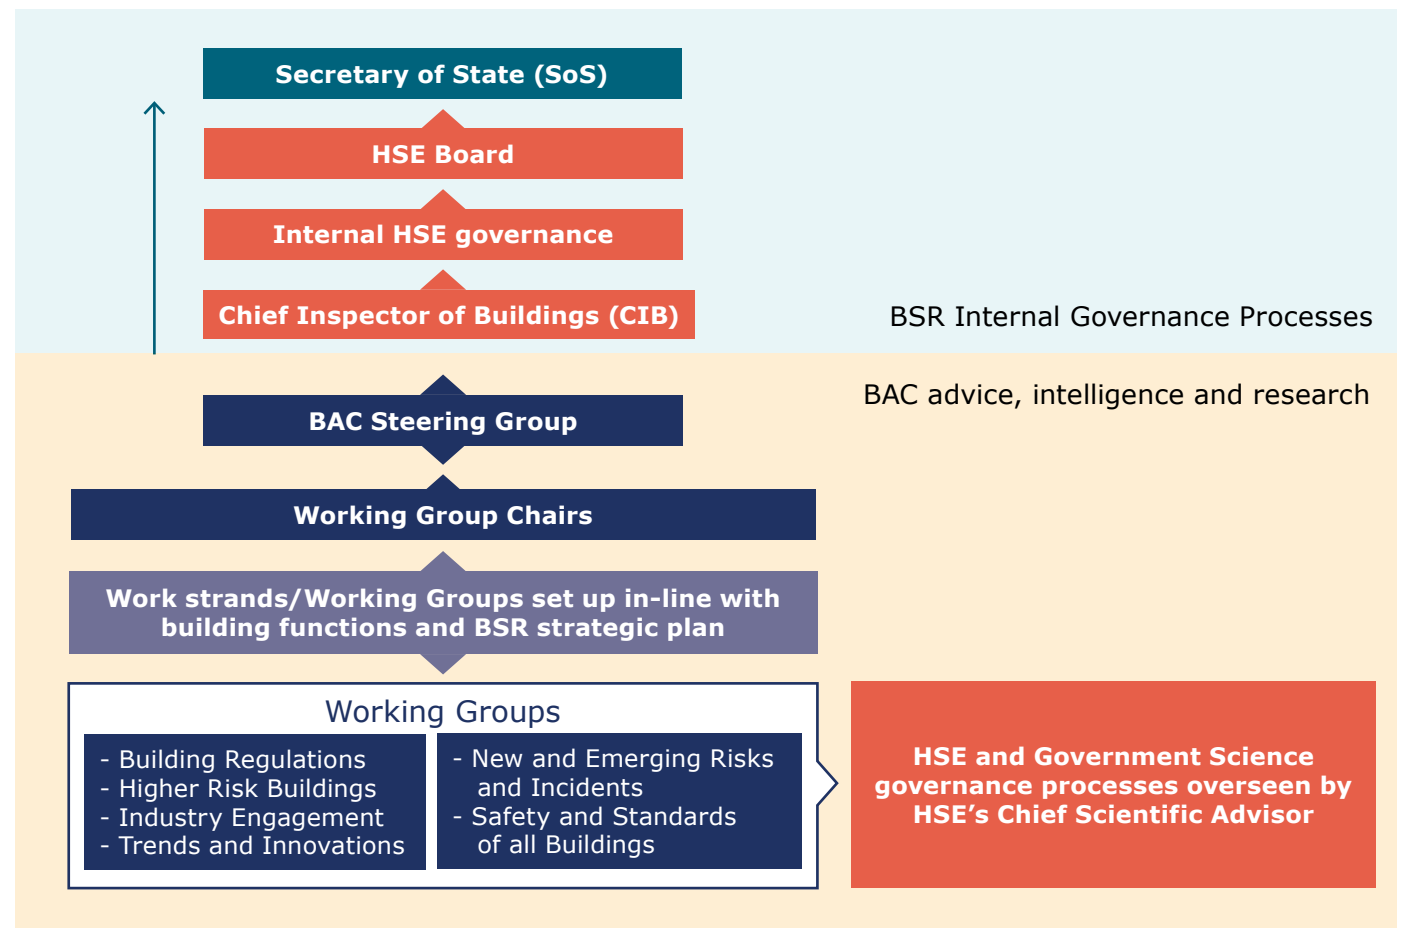 Secretary of State (SoS)
HSE Board
Internal HSE governance
Chief Inspector of Buildings (CIB)
BSR Internal Governance Processes
BAC advice, intelligence and research
BAC Steering Group
Working Group Chairs
Work strands/Working Groups set up in-line with
building functions and BSR strategic plan
Working Groups
- Building Regulations
- Higher Risk Buildings
- Industry Engagement
- Trends and Innovations
- New and Emerging Risks
and Incidents
- Safety and Standards
of all Buildings
HSE and Government Science
governance processes overseen by
HSE’s Chief Scientific Advisor